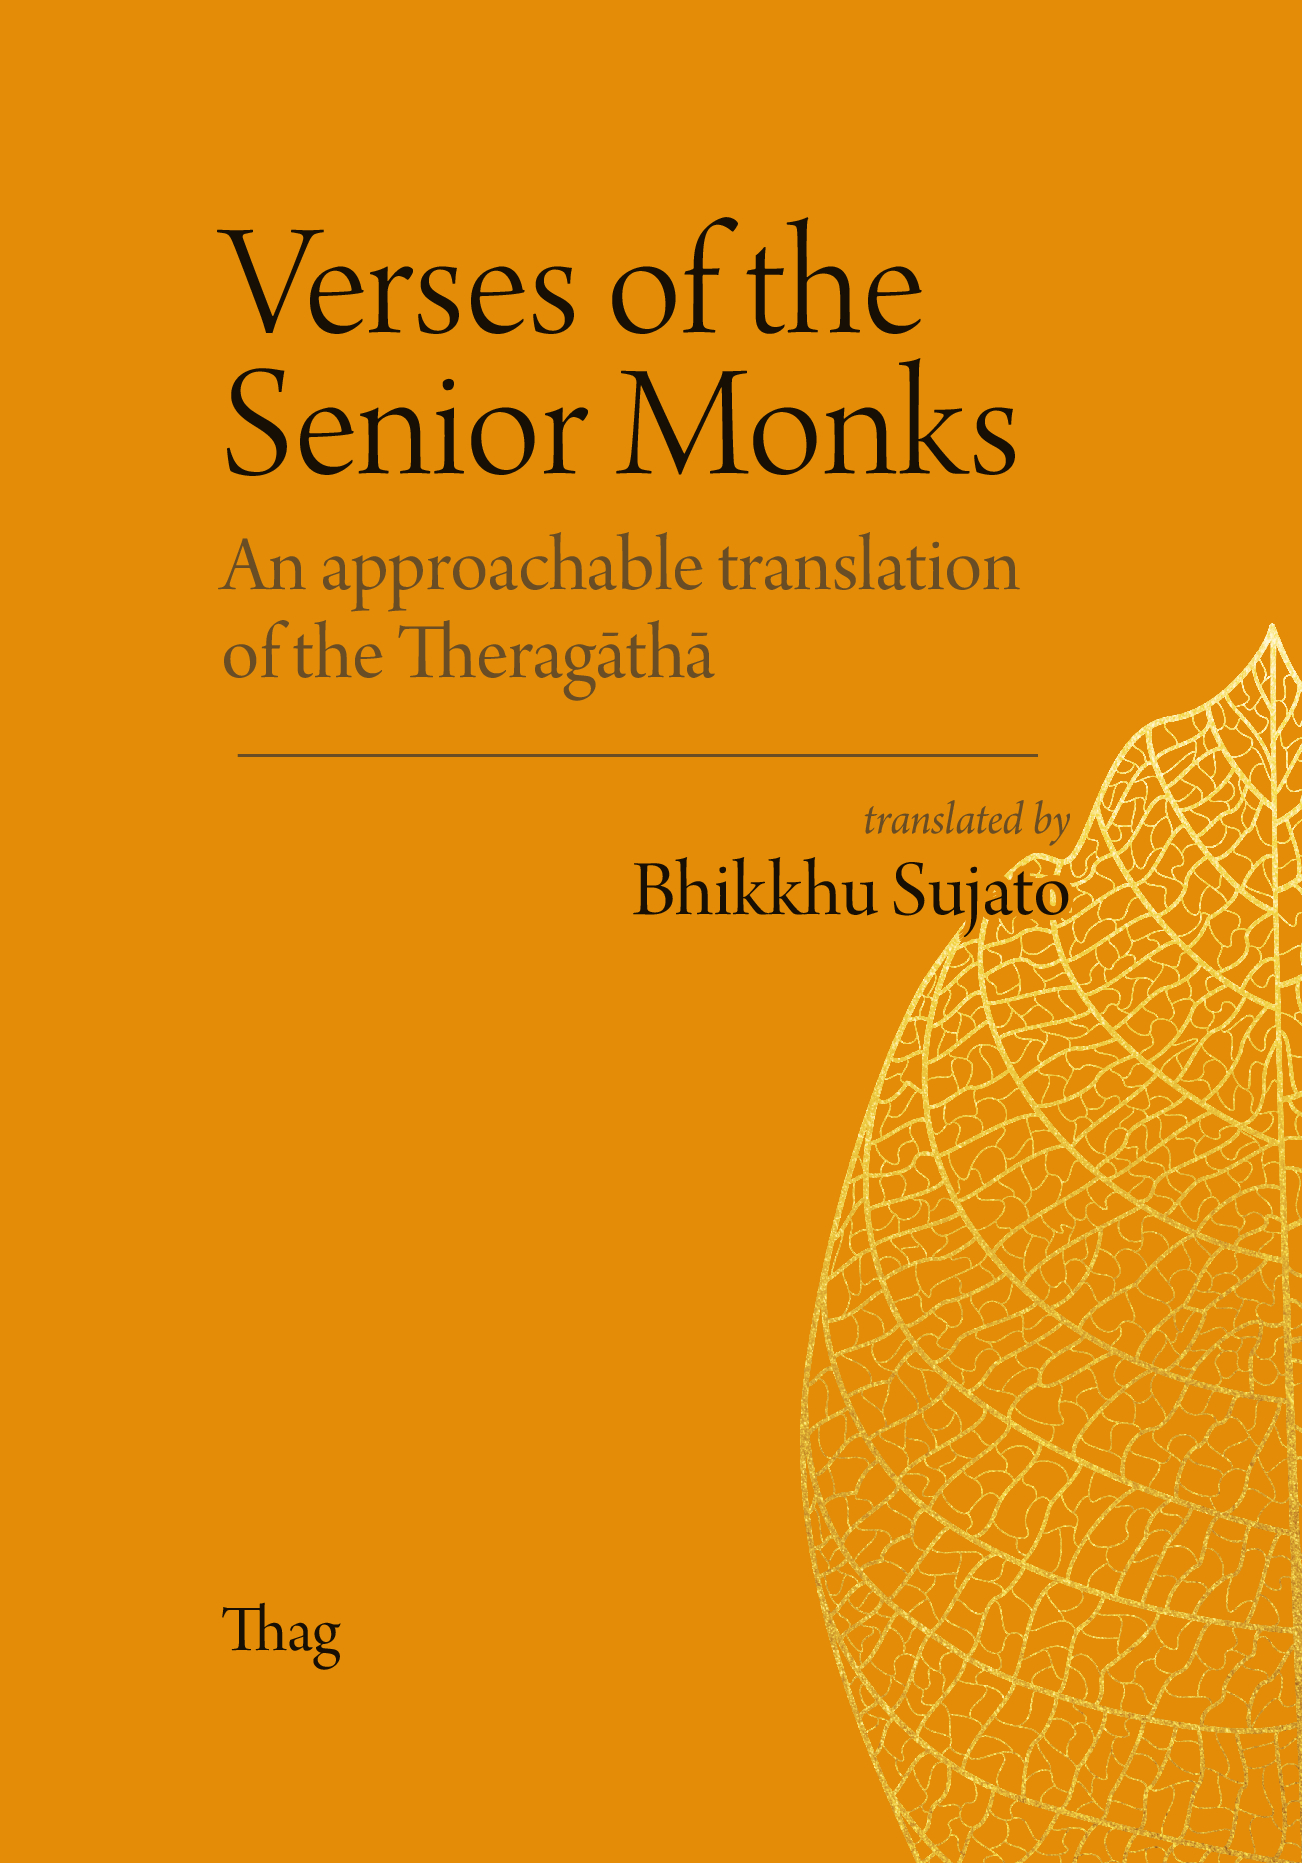 Verses of the
Senior Monks
An approachable translation
of the Theragāthā
translated by
Bhikkhu Sujato
Thag